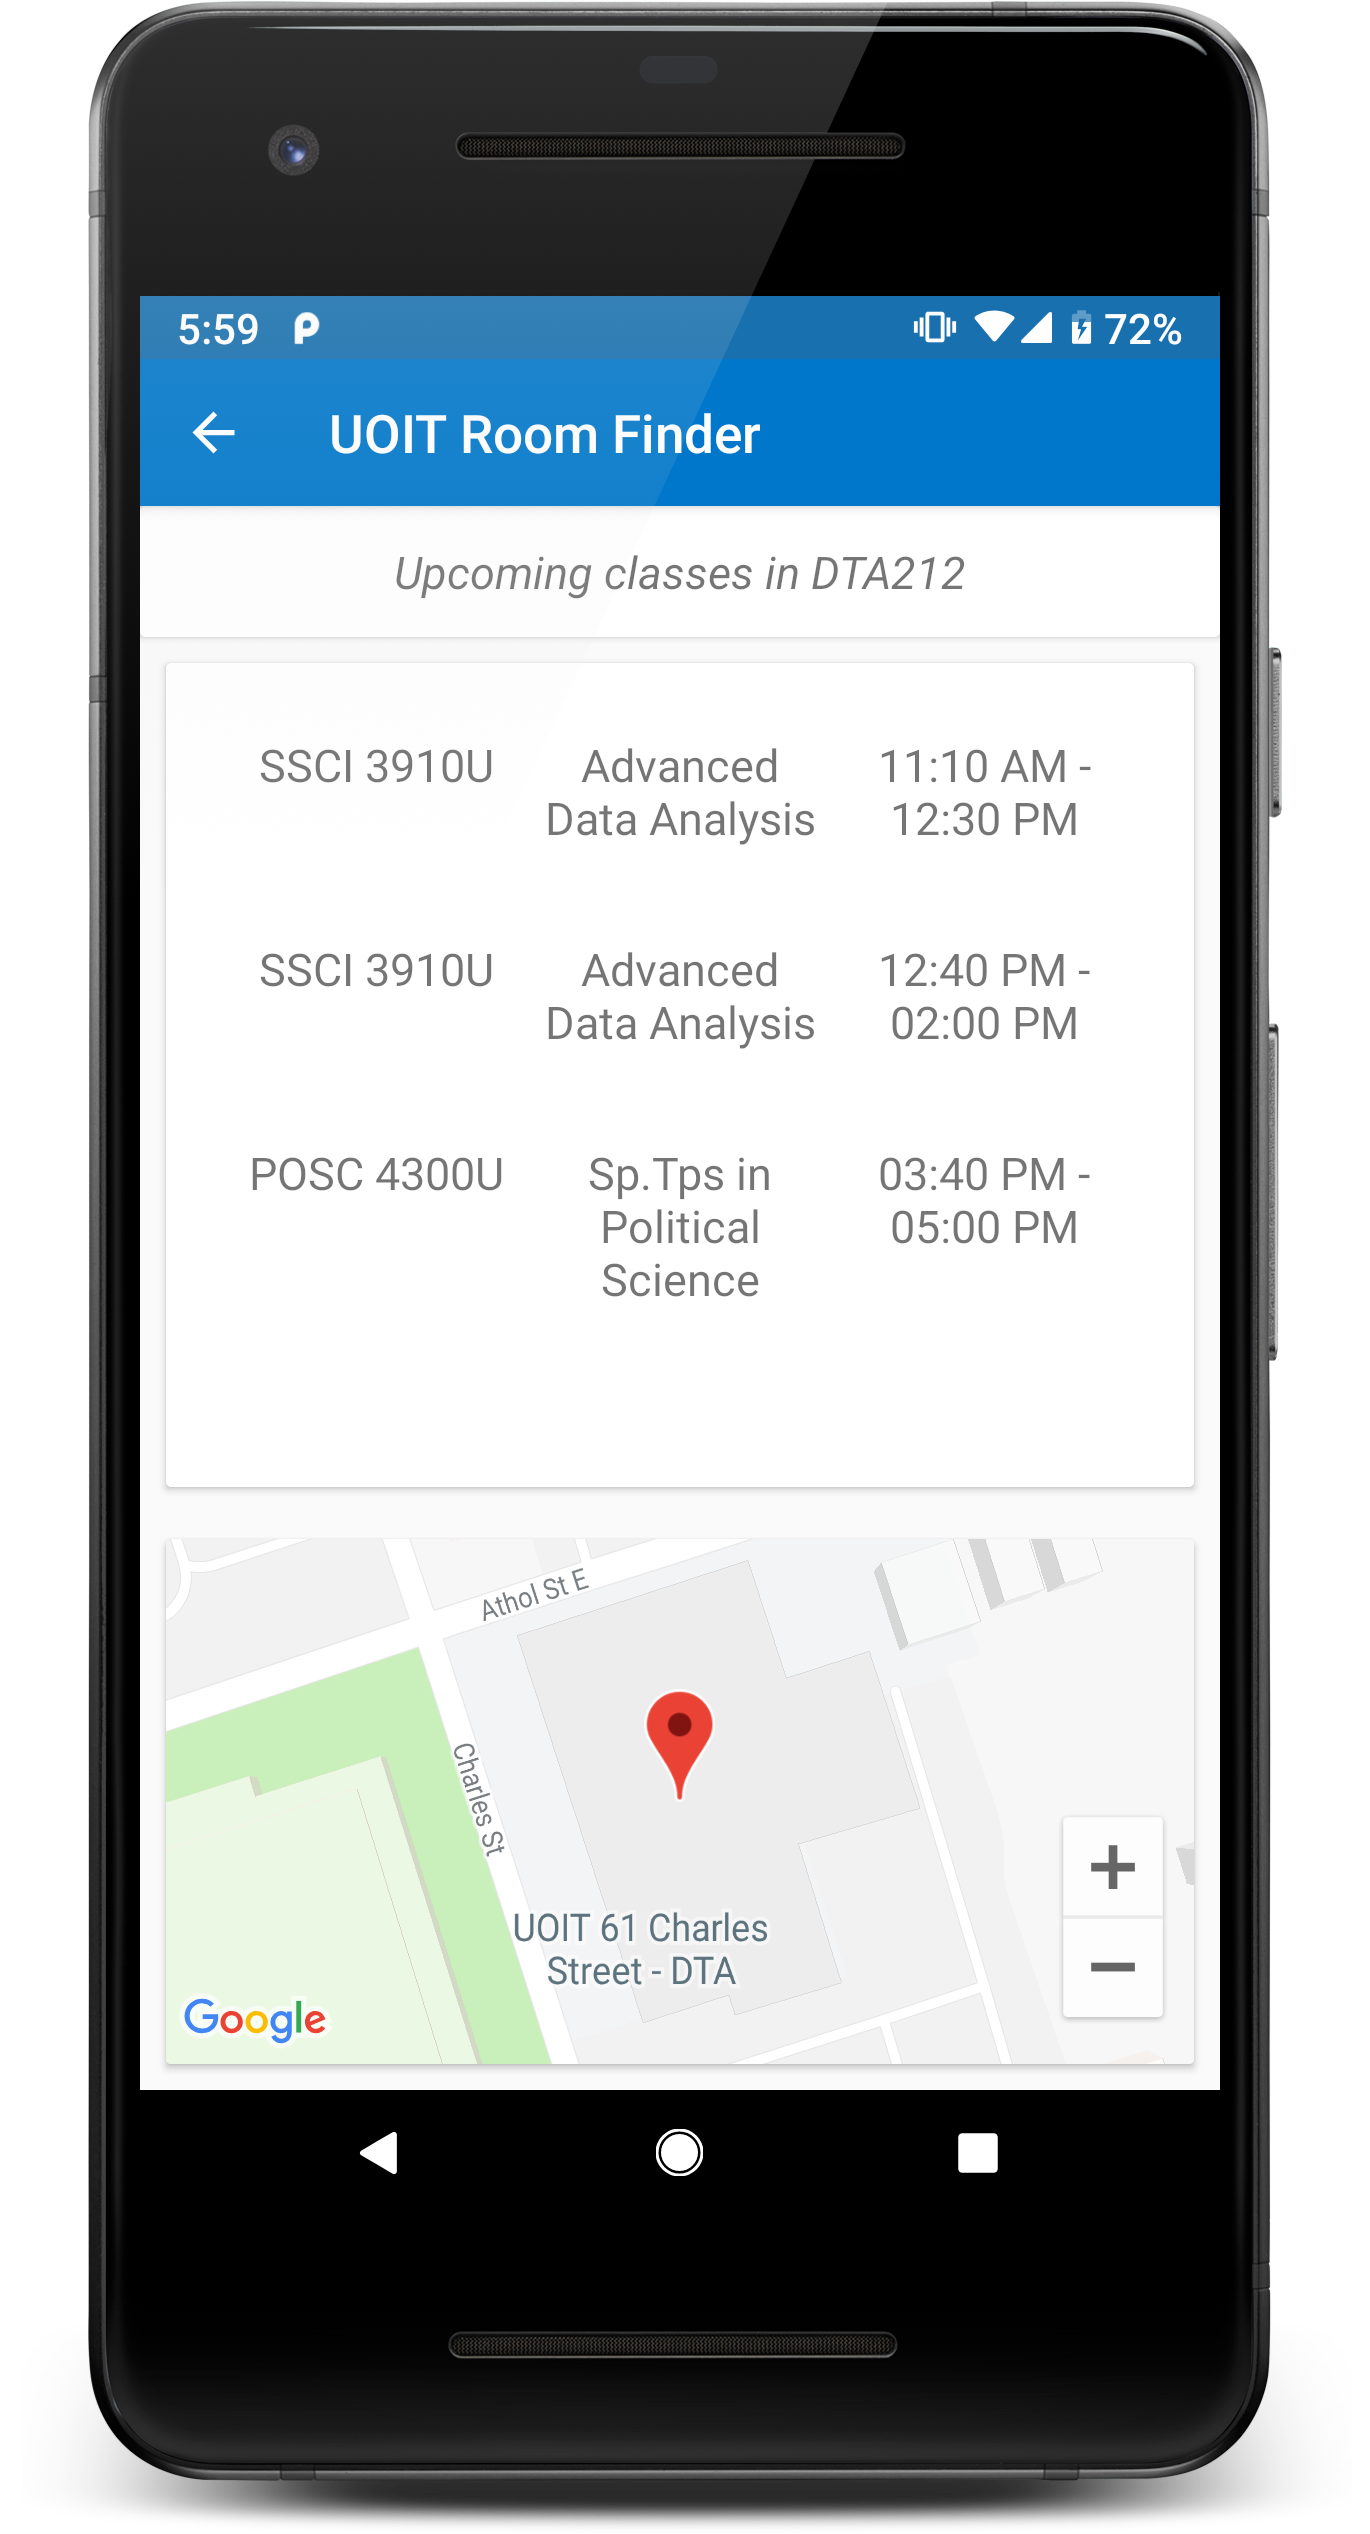 5:59 72%
UOIT Room Finder
Upcoming classes in DTA212
SSCI 3910U Advanced 11:10 AM -
Data Analysis 12:30 PM
SSCI 3910U Advanced 12:40 PM -
Data Analysis 02:00 PM
POSC 4300U Sp.Tps in 03:40 PM -
Political 05:00 PM
Science
Athol St E
Charles St
UOIT 61 Charles
Street - DTA
Google